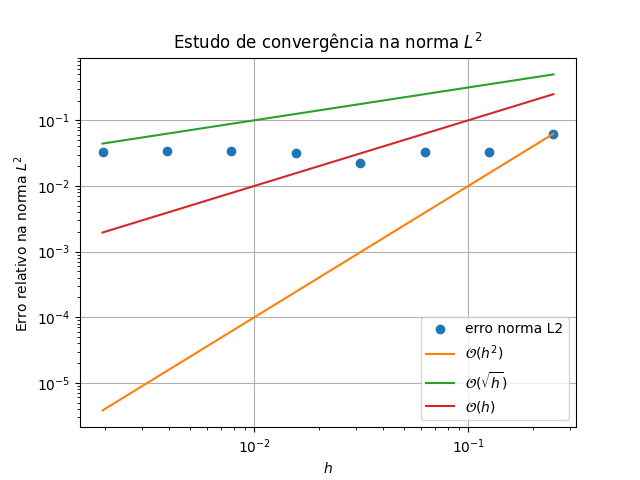 Estudo de convergência na norma $L^2$
Erro relativo na norma $L^2$
$10^{-1}$
$10^{-2}$
$10^{-3}$
$10^{-4}$
$10^{-5}$
erro norma L2
$\mathcal{O}(h^2)$
$\mathcal{O}(\sqrt{h})$
$\mathcal{O}(h)$
$10^{-2}$ $10^{-1}$
$h$